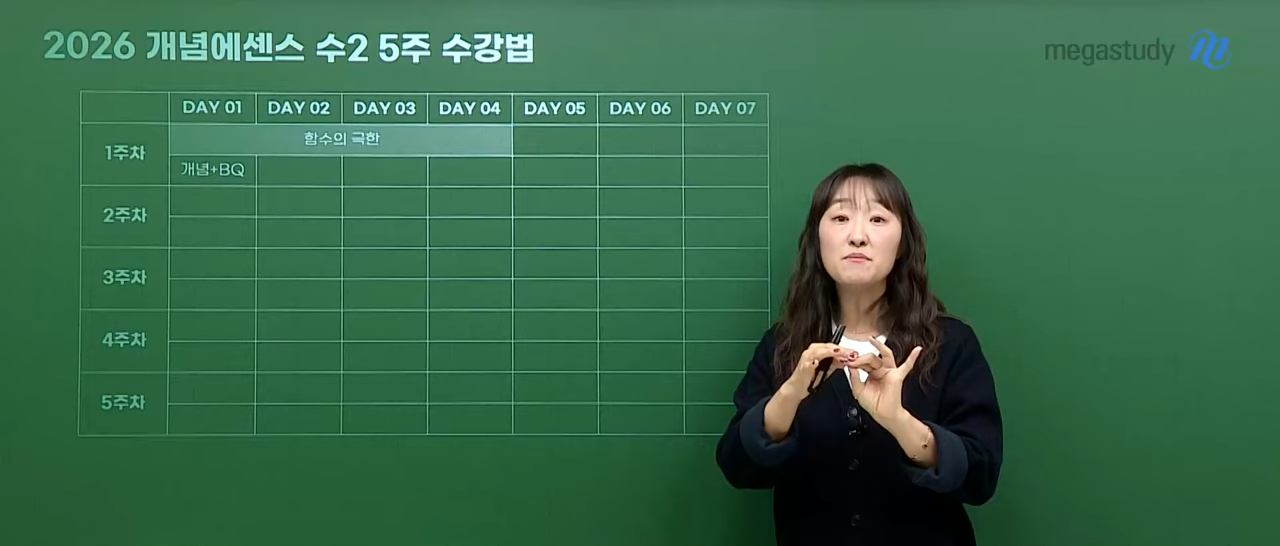 2026 개념에센스 수2 5주 수강법
megastudy
DAY 01 DAY 02 DAY 03 DAY 04 DAY 05 DAY 06 DAY 07
함수의 극한
1주차
개념+BQ
2주차
3주차
4주차
5주차